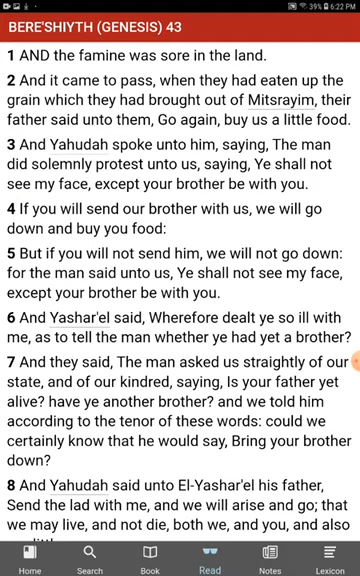 39% 6:22 PM
BERE'SHIYTH (GENESIS) 43
1 AND the famine was sore in the land.
2 And it came to pass, when they had eaten up the
grain which they had brought out of Mitsrayim, their
father said unto them, Go again, buy us a little food.
3 And Yahudah spoke unto him, saying, The man
did solemnly protest unto us, saying, Ye shall not
see my face, except your brother be with you.
4 If you will send our brother with us, we will go
down and buy you food:
5 But if you will not send him, we will not go down:
for the man said unto us, Ye shall not see my face,
except your brother be with you.
6 And Yashar'el said, Wherefore dealt ye so ill with
me, as to tell the man whether ye had yet a brother?
7 And they said, The man asked us straightly of our
state, and of our kindred, saying, Is your father yet
alive? have ye another brother? and we told him
according to the tenor of these words: could we
certainly know that he would say, Bring your brother
down?
8 And Yahudah said unto El-Yashar'el his father,
Send the lad with me, and we will arise and go; that
we may live, and not die, both we, and you, and also
Home Search Book Read Notes Lexicon